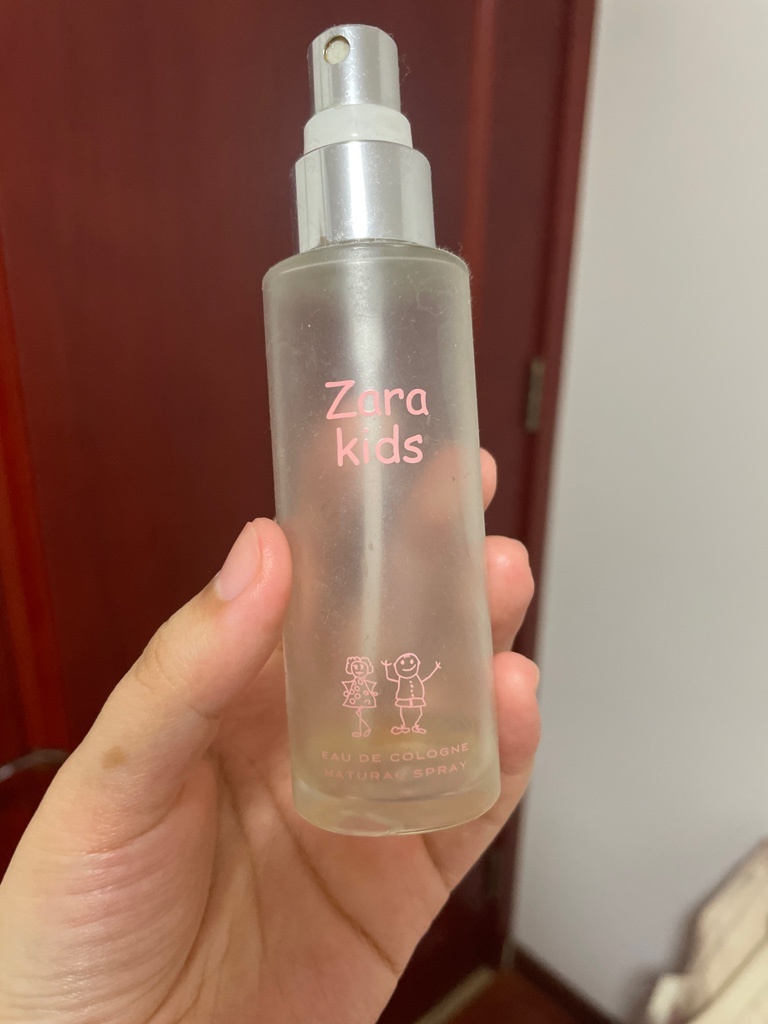 Zara
kids
EAU DE COLOGNE
NATURAL SPRAY